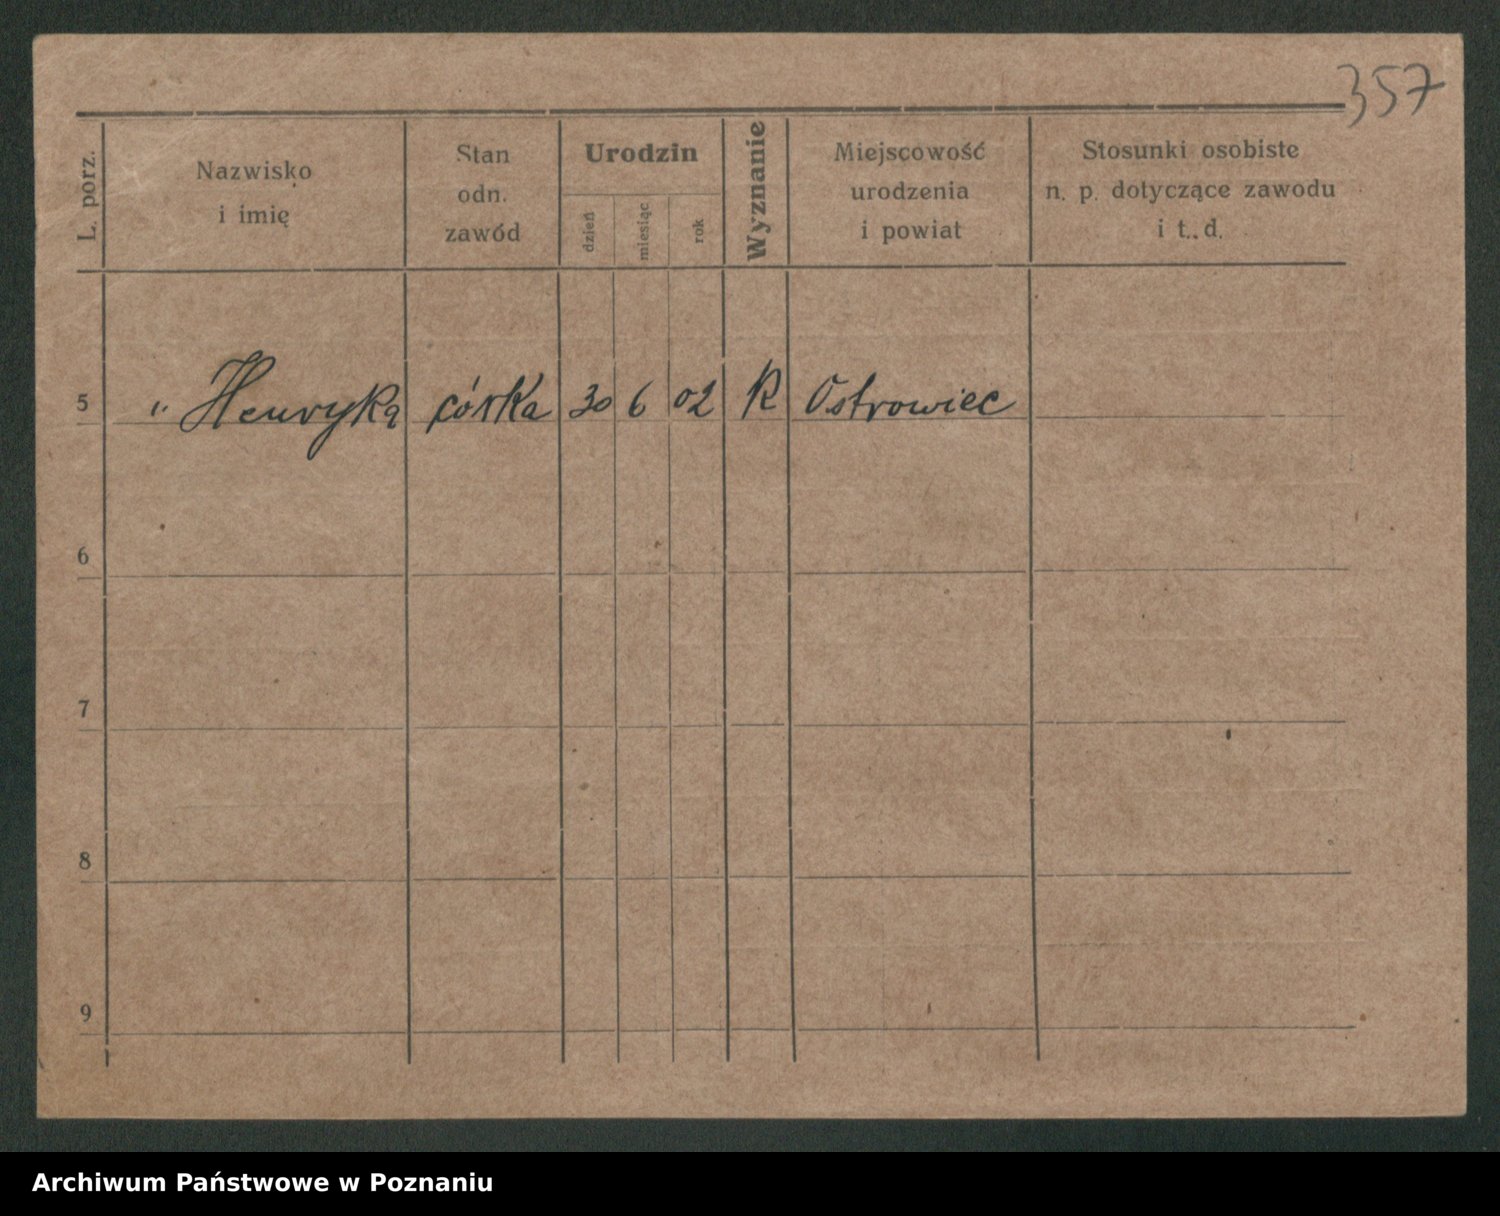 357
L. porz.
Nazwisko
i imię
Stan
odn.
zawód
Urodzin
dzień
miesiąc
rok
Wyznanie
Miejscowość
urodzenia
i powiat
Stosunki osobiste
n. p. dotyczące zawodu
i t. d.
5 " Henryka córka 30 6 02 R Ostrowiec
6
7
8
9
Archiwum Państwowe w Poznaniu